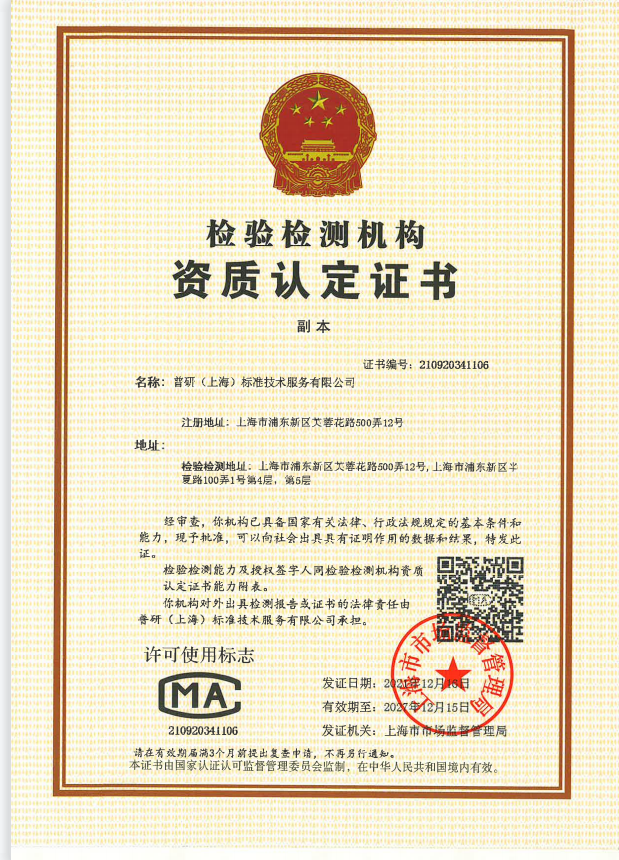 检验检测机构
资质认定证书
副本
证书编号：210920341106
名称：普研（上海）标准技术服务有限公司
注册地址：上海市浦东新区芙蓉花路500弄12号
地址：
检验检测地址：上海市浦东新区芙蓉花路500弄12号,上海市浦东新区半
夏路100弄1号第4层，第5层
经审查，你机构已具备国家有关法律、行政法规规定的基本条件和
能力，现予批准，可以向社会出具具有证明作用的数据和结果，特发此
证。
检验检测能力及授权签字人同检验检测机构资质
认定证书能力附表。
你机构对外出具检测报告或证书的法律责任由
普研（上海）标准技术服务有限公司承担。
许可使用标志
MA
210920341106
发证日期：2021年12月16日
有效期至：2027年12月15日
发证机关：上海市市场监督管理局
上海市市场监督管理局
请在有效期届满3个月前提出复查申请，不再另行通知。
本证书由国家认证认可监督管理委员会监制，在中华人民共和国境内有效。